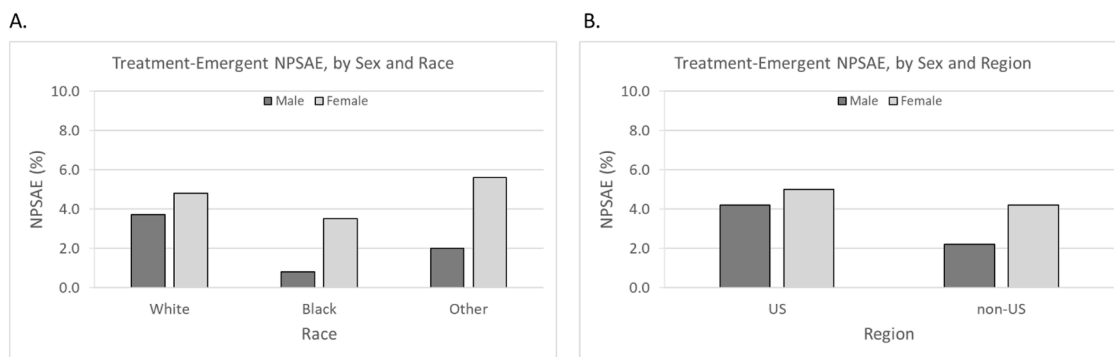 A.
Treatment-Emergent NPSAE, by Sex and Race
Male Female
10.0
8.0
6.0
4.0
2.0
0.0
NPSAE (%)
White Black Other
Race
B.
Treatment-Emergent NPSAE, by Sex and Region
Male Female
10.0
8.0
6.0
4.0
2.0
0.0
NPSAE (%)
US non-US
Region